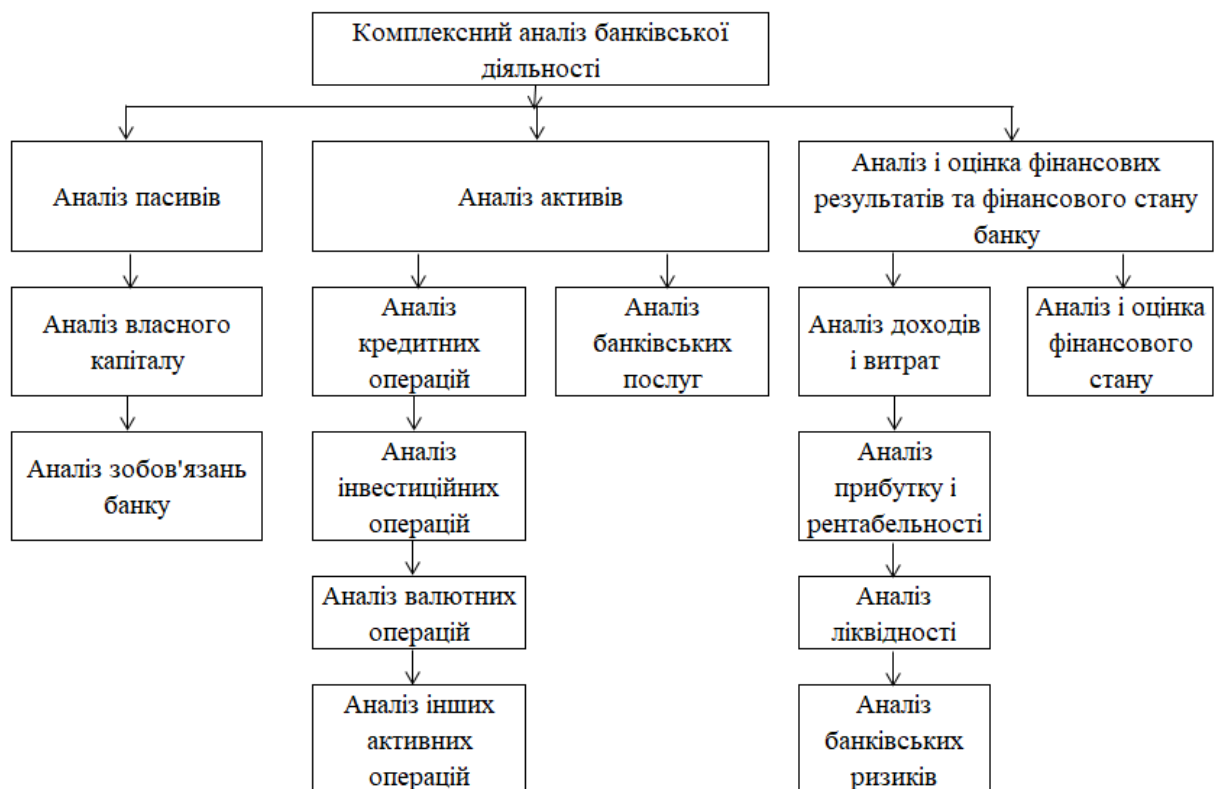 Комплексний аналіз банківської
діяльності
Аналіз пасивів
Аналіз активів
Аналіз і оцінка фінансових
результатів та фінансового стану
банку
Аналіз власного
капіталу
Аналіз
кредитних
операцій
Аналіз
банківських
послуг
Аналіз доходів
і витрат
Аналіз і оцінка
фінансового
стану
Аналіз зобов'язань
банку
Аналіз
інвестиційних
операцій
Аналіз
прибутку і
рентабельності
Аналіз валютних
операцій
Аналіз
ліквідності
Аналіз інших
активних
операцій
Аналіз
банківських
ризиків